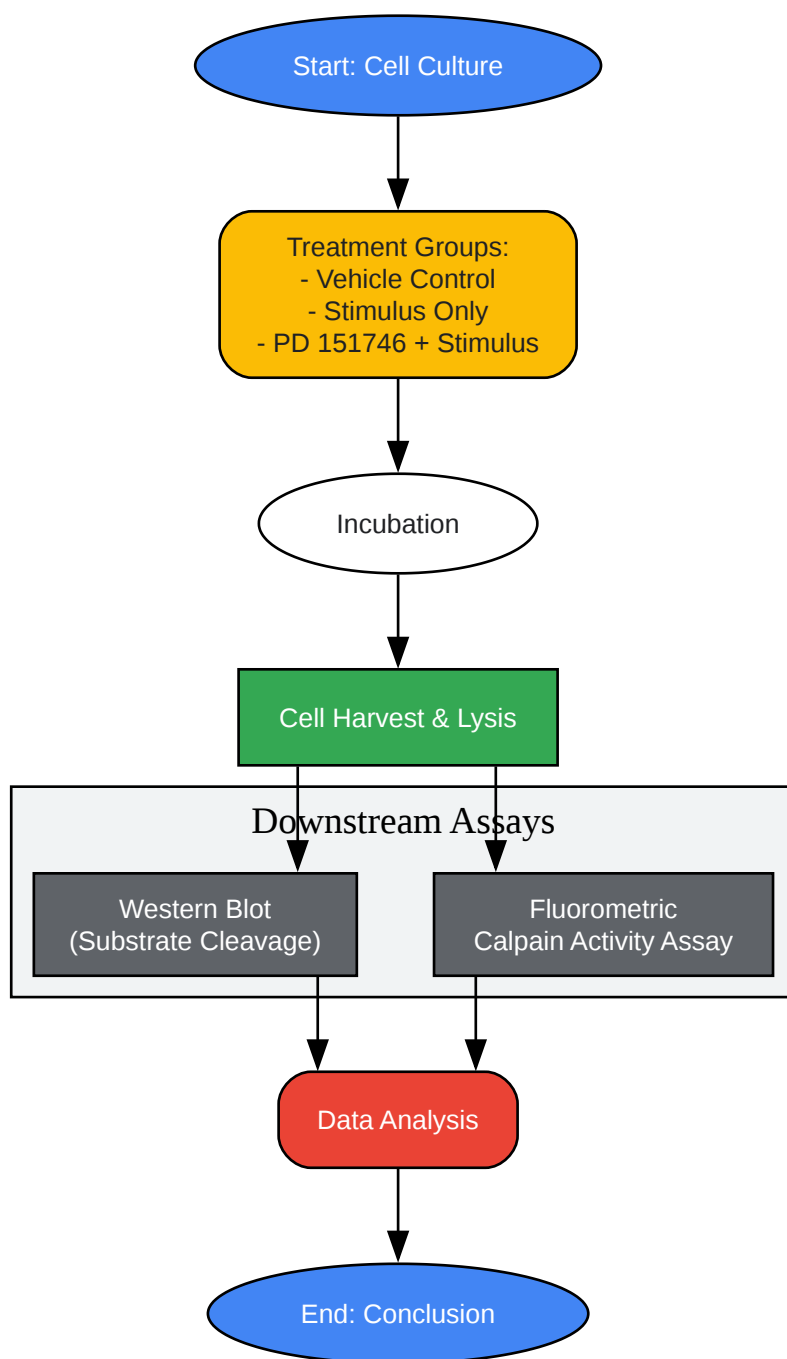 Start: Cell Culture
Treatment Groups:
- Vehicle Control
- Stimulus Only
- PD 151746 + Stimulus
Incubation
Cell Harvest & Lysis
Downstream Assays
Western Blot
(Substrate Cleavage)
Fluorometric
Calpain Activity Assay
Data Analysis
End: Conclusion